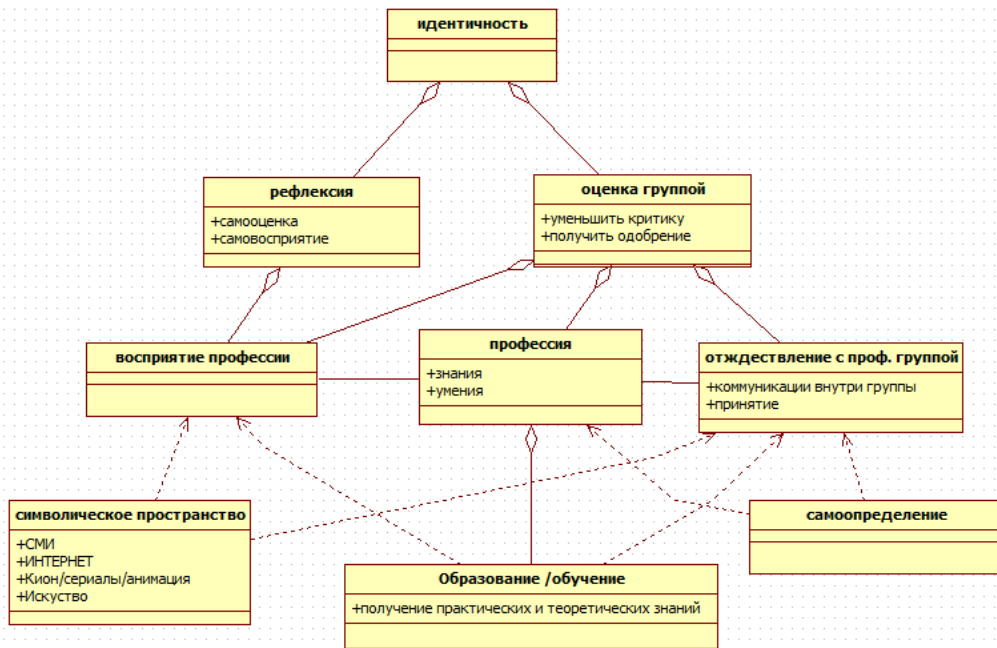 идентичность
рефлексия
+самооценка
+самовосприятие
оценка группой
+уменьшить критику
+получить одобрение
восприятие профессии
профессия
+знания
+умения
отждествление с проф. группой
+коммуникации внутри группы
+принятие
символическое пространство
+СМИ
+ИНТЕРНЕТ
+Кион/сериалы/анимация
+Искуство
Образование /обучение
+получение практических и теоретических знаний
самоопределение